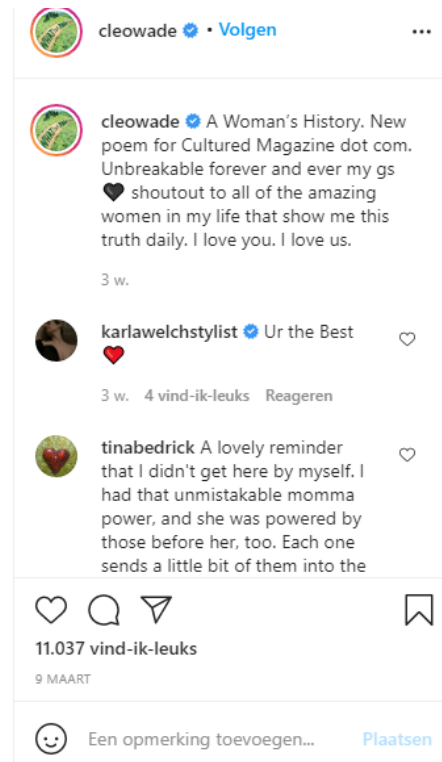 cleowade • Volgen
cleowade A Woman's History. New
poem for Cultured Magazine dot com.
Unbreakable forever and ever my gs
🖤 shoutout to all of the amazing
women in my life that show me this
truth daily. I love you. I love us.
3 w.
karlawelchstylist Ur the Best
❤️
3 w. 4 vind-ik-leuks Reageren
tinabedrick A lovely reminder
that I didn't get here by myself. I
had that unmistakable momma
power, and she was powered by
those before her, too. Each one
sends a little bit of them into the
11.037 vind-ik-leuks
9 MAART
Een opmerking toevoegen... Plaatsen